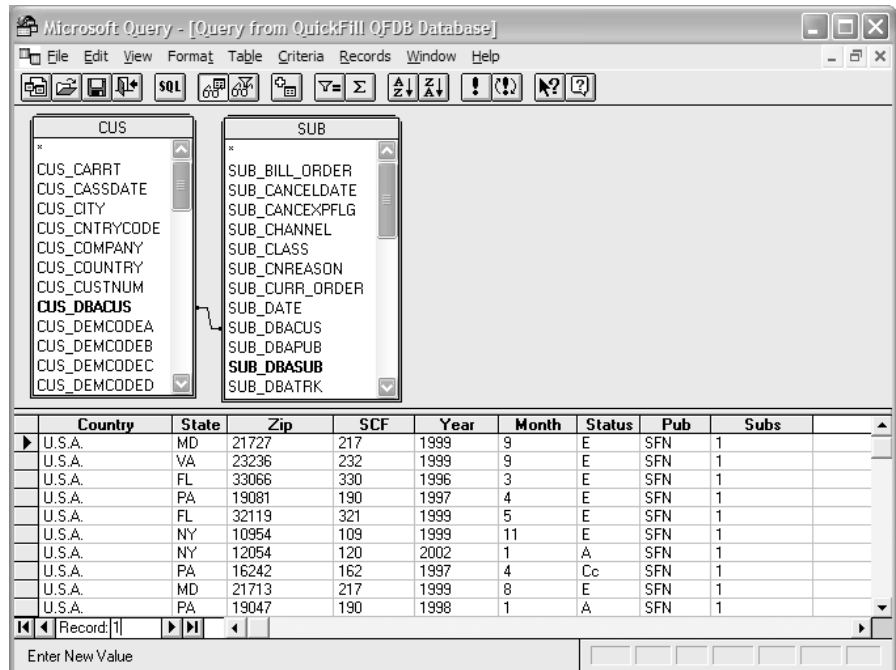 Microsoft Query - [Query from QuickFill QFDB Database]
File Edit View Format Table Criteria Records Window Help
SQL
CUS
*
CUS_CARRT
CUS_CASSDATE
CUS_CITY
CUS_CNTRYCODE
CUS_COMPANY
CUS_COUNTRY
CUS_CUSTNUM
CUS_DBACUS
CUS_DEMCODEA
CUS_DEMCODEB
CUS_DEMCODEC
CUS_DEMCODED
SUB
*
SUB_BILL_ORDER
SUB_CANCELDATE
SUB_CANCEXPFLG
SUB_CHANNEL
SUB_CLASS
SUB_CNREASON
SUB_CURR_ORDER
SUB_DATE
SUB_DBACUS
SUB_DBAPUB
SUB_DBASUB
SUB_DBATRK
Country State Zip SCF Year Month Status Pub Subs
U.S.A. MD 21727 217 1999 9 E SFN 1
U.S.A. VA 23236 232 1999 9 E SFN 1
U.S.A. FL 33066 330 1996 3 E SFN 1
U.S.A. PA 19081 190 1997 4 E SFN 1
U.S.A. FL 32119 321 1999 5 E SFN 1
U.S.A. NY 10954 109 1999 11 E SFN 1
U.S.A. NY 12054 120 2002 1 A SFN 1
U.S.A. PA 16242 162 1997 4 Cc SFN 1
U.S.A. MD 21713 217 1999 8 E SFN 1
U.S.A. PA 19047 190 1998 1 A SFN 1
Record: 1
Enter New Value